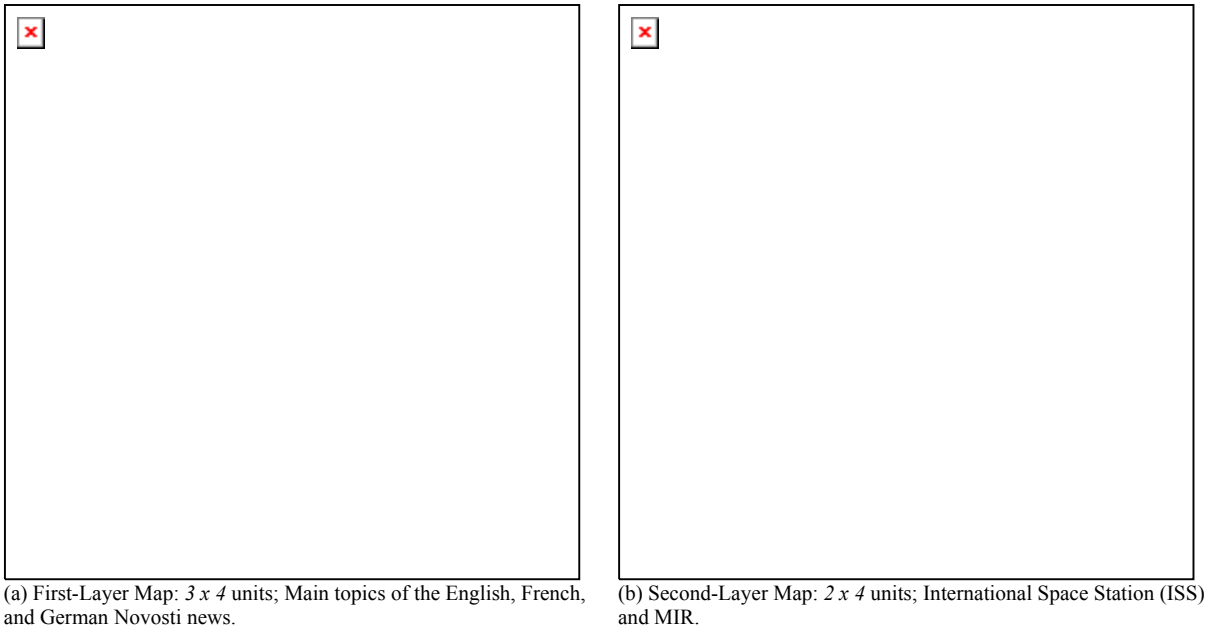 (a) First-Layer Map: 3 x 4 units; Main topics of the English, French,
and German Novosti news.
(b) Second-Layer Map: 2 x 4 units; International Space Station (ISS)
and MIR.